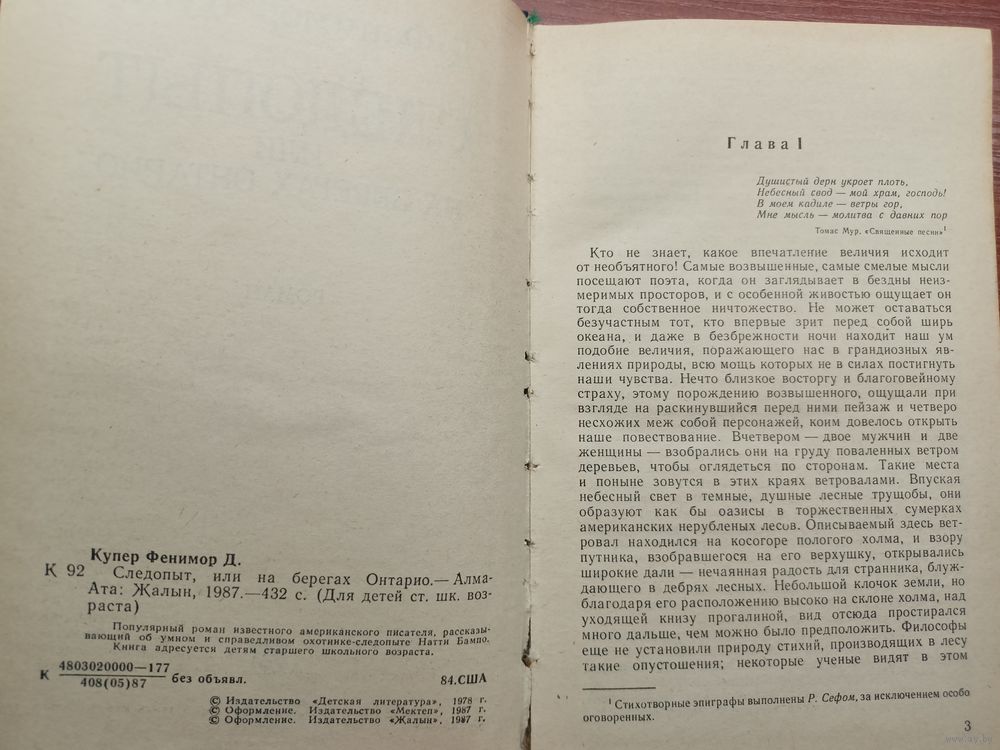 Купер Фенимор Д.
К 92 Следопыт, или на берегах Онтарио.— Алма-
Ата: Жалын, 1987.—432 с. (Для детей ст. шк. воз-
раста)
Популярный роман известного американского писателя, рассказы-
вающий об умном и справедливом охотнике-следопыте Натти Бампо.
Книга адресуется детям старшего школьного возраста.
К 4803020000—177
408(05)87 без объявл.
84.США
© Издательство «Детская литература», 1978 г.
© Оформление. Издательство «Мектеп», 1987 г.
© Оформление. Издательство «Жалын», 1987 г.
Глава I
Душистый дерн укроет плоть,
Небесный свод — мой храм, господь!
В моем кадиле — ветры гор,
Мне мысль — молитва с давних пор
Томас Мур. «Священные песни»¹
Кто не знает, какое впечатление величия исходит
от необъятного! Самые возвышенные, самые смелые мысли
посещают поэта, когда он заглядывает в бездны неиз-
меримых просторов, и с особенной живостью ощущает он
тогда собственное ничтожество. Не может оставаться
безучастным тот, кто впервые зрит перед собой ширь
океана, и даже в безбрежности ночи находит наш ум
подобие величия, поражающего нас в грандиозных яв-
лениях природы, всю мощь которых не в силах постигнуть
наши чувства. Нечто близкое восторгу и благоговейному
страху, этому порождению возвышенного, ощущали при
взгляде на раскинувшийся перед ними пейзаж и четверо
несхожих меж собой персонажей, коим довелось открыть
наше повествование. Вчетвером — двое мужчин и две
женщины — взобрались они на груду поваленных ветром
деревьев, чтобы оглядеться по сторонам. Такие места
и поныне зовутся в этих краях ветровалами. Впуская
небесный свет в темные, душные лесные трущобы, они
образуют как бы оазисы в торжественных сумерках
американских нерубленых лесов. Описываемый здесь вет-
ровал находился на косогоре пологого холма, и взору
путника, взобравшегося на его верхушку, открывались
широкие дали — нечаянная радость для странника, блуж-
дающего в дебрях лесных. Небольшой клочок земли, но
благодаря его расположению высоко на склоне холма, над
уходящей книзу прогалиной, вид отсюда простирался
много дальше, чем можно было предположить. Философы
еще не установили природу стихий, производящих в лесу
такие опустошения; некоторые ученые видят в этом
¹ Стихотворные эпиграфы выполнены Р. Сефом, за исключением особо
оговоренных.
3
www.ay.by